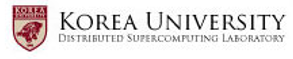 KOREA
KOREA UNIVERSITY
DISTRIBUTED SUPERCOMPUTING LABORATORY